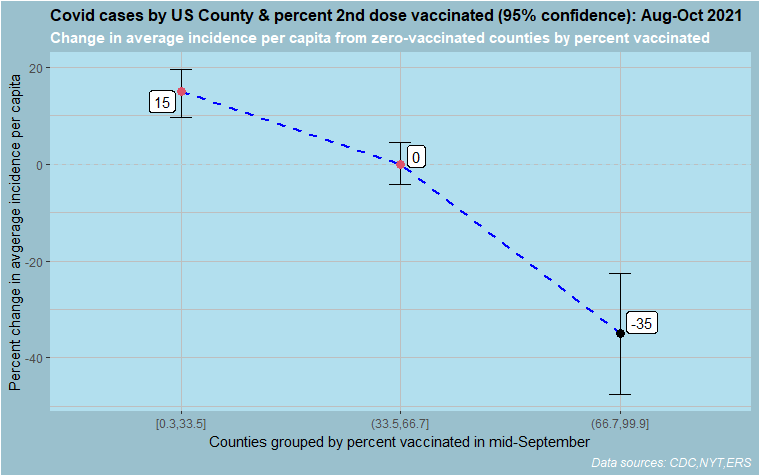 Covid cases by US County & percent 2nd dose vaccinated (95% confidence): Aug-Oct 2021
Change in average incidence per capita from zero-vaccinated counties by percent vaccinated
Percent change in avgerage incidence per capita
20
0
-20
-40
15
0
-35
[0.3,33.5]
(33.5,66.7]
(66.7,99.9]
Counties grouped by percent vaccinated in mid-September
Data sources: CDC,NYT,ERS